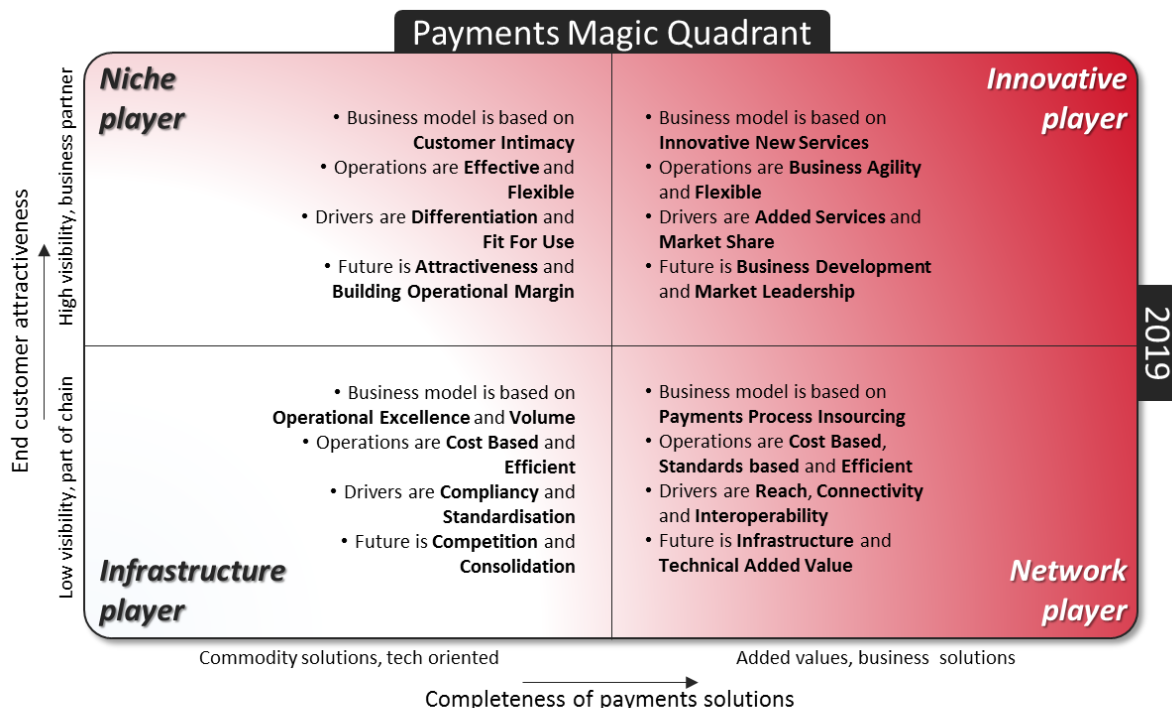 Payments Magic Quadrant
Niche
player
• Business model is based on
Customer Intimacy
• Operations are Effective and
Flexible
• Drivers are Differentiation and
Fit For Use
• Future is Attractiveness and
Building Operational Margin
Innovative
player
• Business model is based on
Innovative New Services
• Operations are Business Agility
and Flexible
• Drivers are Added Services and
Market Share
• Future is Business Development
and Market Leadership
• Business model is based on
Operational Excellence and Volume
• Operations are Cost Based and
Efficient
• Drivers are Compliancy and
Standardisation
• Future is Competition and
Consolidation
Infrastructure
player
• Business model is based on
Payments Process Insourcing
• Operations are Cost Based,
Standards based and Efficient
• Drivers are Reach, Connectivity
and Interoperability
• Future is Infrastructure and
Technical Added Value
Network
player
2019
End customer attractiveness
High visibility, business partner
Low visibility, part of chain
Commodity solutions, tech oriented
Added values, business solutions
Completeness of payments solutions